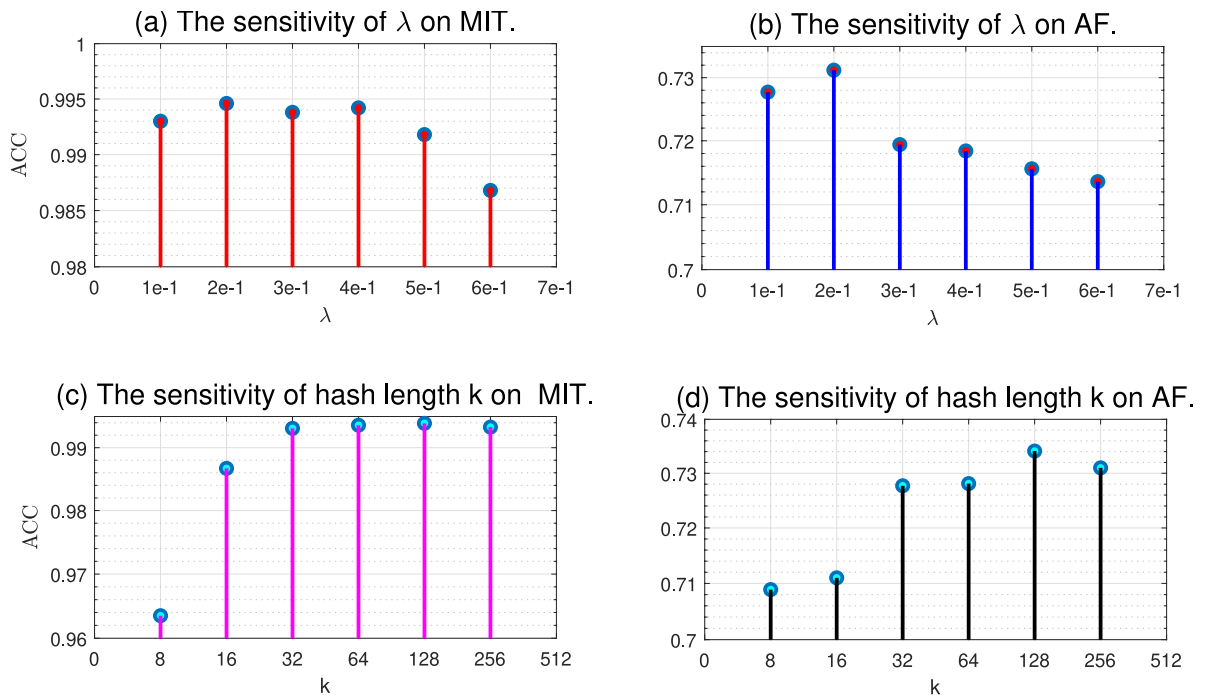 (a) The sensitivity of λ on MIT.
1
0.995
0.99
0.985
0.98
ACC
0 1e-1 2e-1 3e-1 4e-1 5e-1 6e-1 7e-1
λ
(b) The sensitivity of λ on AF.
0.73
0.72
0.71
0.7
0 1e-1 2e-1 3e-1 4e-1 5e-1 6e-1 7e-1
λ
(c) The sensitivity of hash length k on MIT.
0.99
0.98
0.97
0.96
ACC
0 8 16 32 64 128 256 512
k
(d) The sensitivity of hash length k on AF.
0.74
0.73
0.72
0.71
0.7
0 8 16 32 64 128 256 512
k